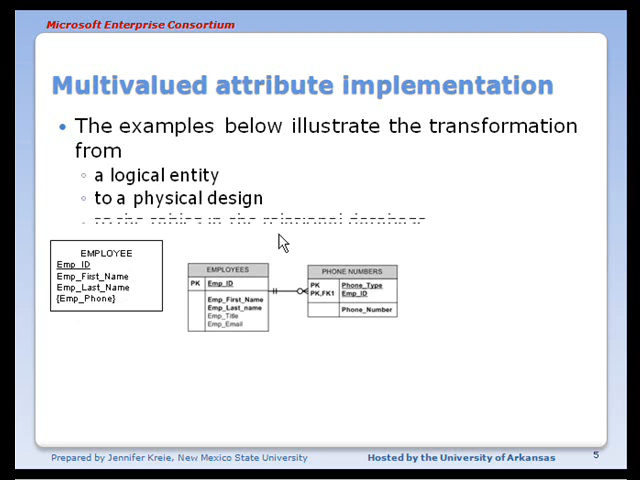 Microsoft Enterprise Consortium
Multivalued attribute implementation
• The examples below illustrate the transformation
from
◦ a logical entity
◦ to a physical design
EMPLOYEE
Emp_ID
Emp_First_Name
Emp_Last_Name
{Emp_Phone}
EMPLOYEES
PK Emp_ID
Emp_First_Name
Emp_Last_name
Emp_Title
Emp_Email
PHONE NUMBERS
PK Phone_Type
PK,FK1 Emp_ID
Phone_Number
Prepared by Jennifer Kreie, New Mexico State University
Hosted by the University of Arkansas
5